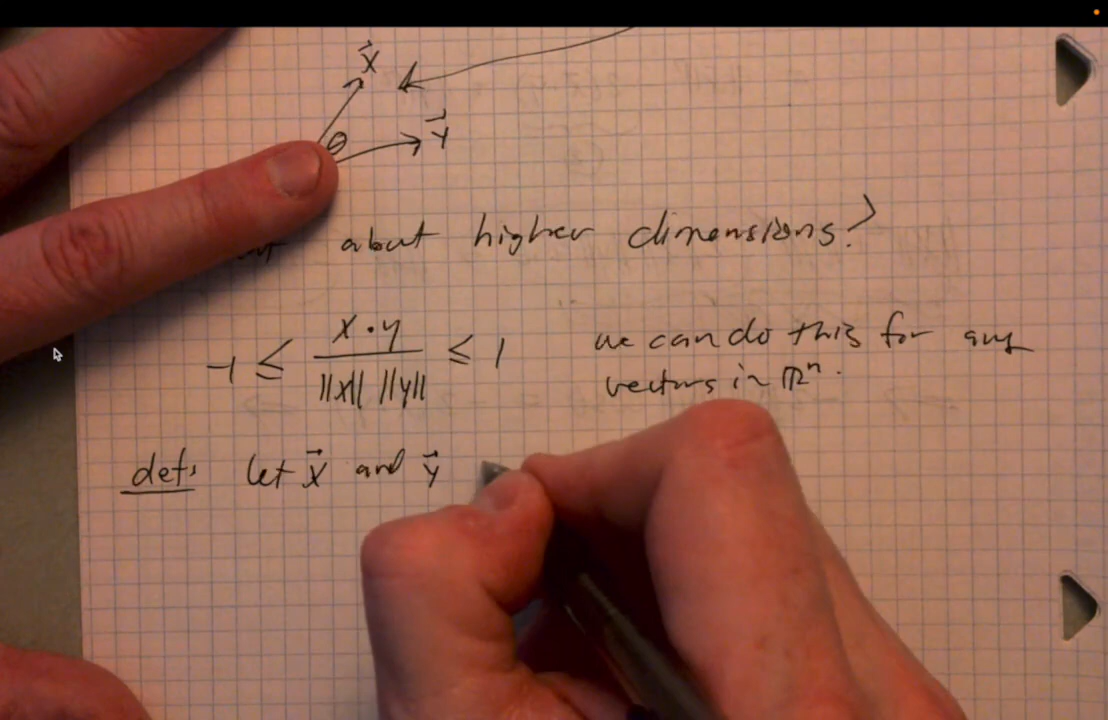 x⃗
θ
y⃗
about higher dimensions?
-1 ≤ x · y / ||x|| ||y|| ≤ 1
we can do this for any
vectors in ℝⁿ.
def: let x⃗ and y⃗